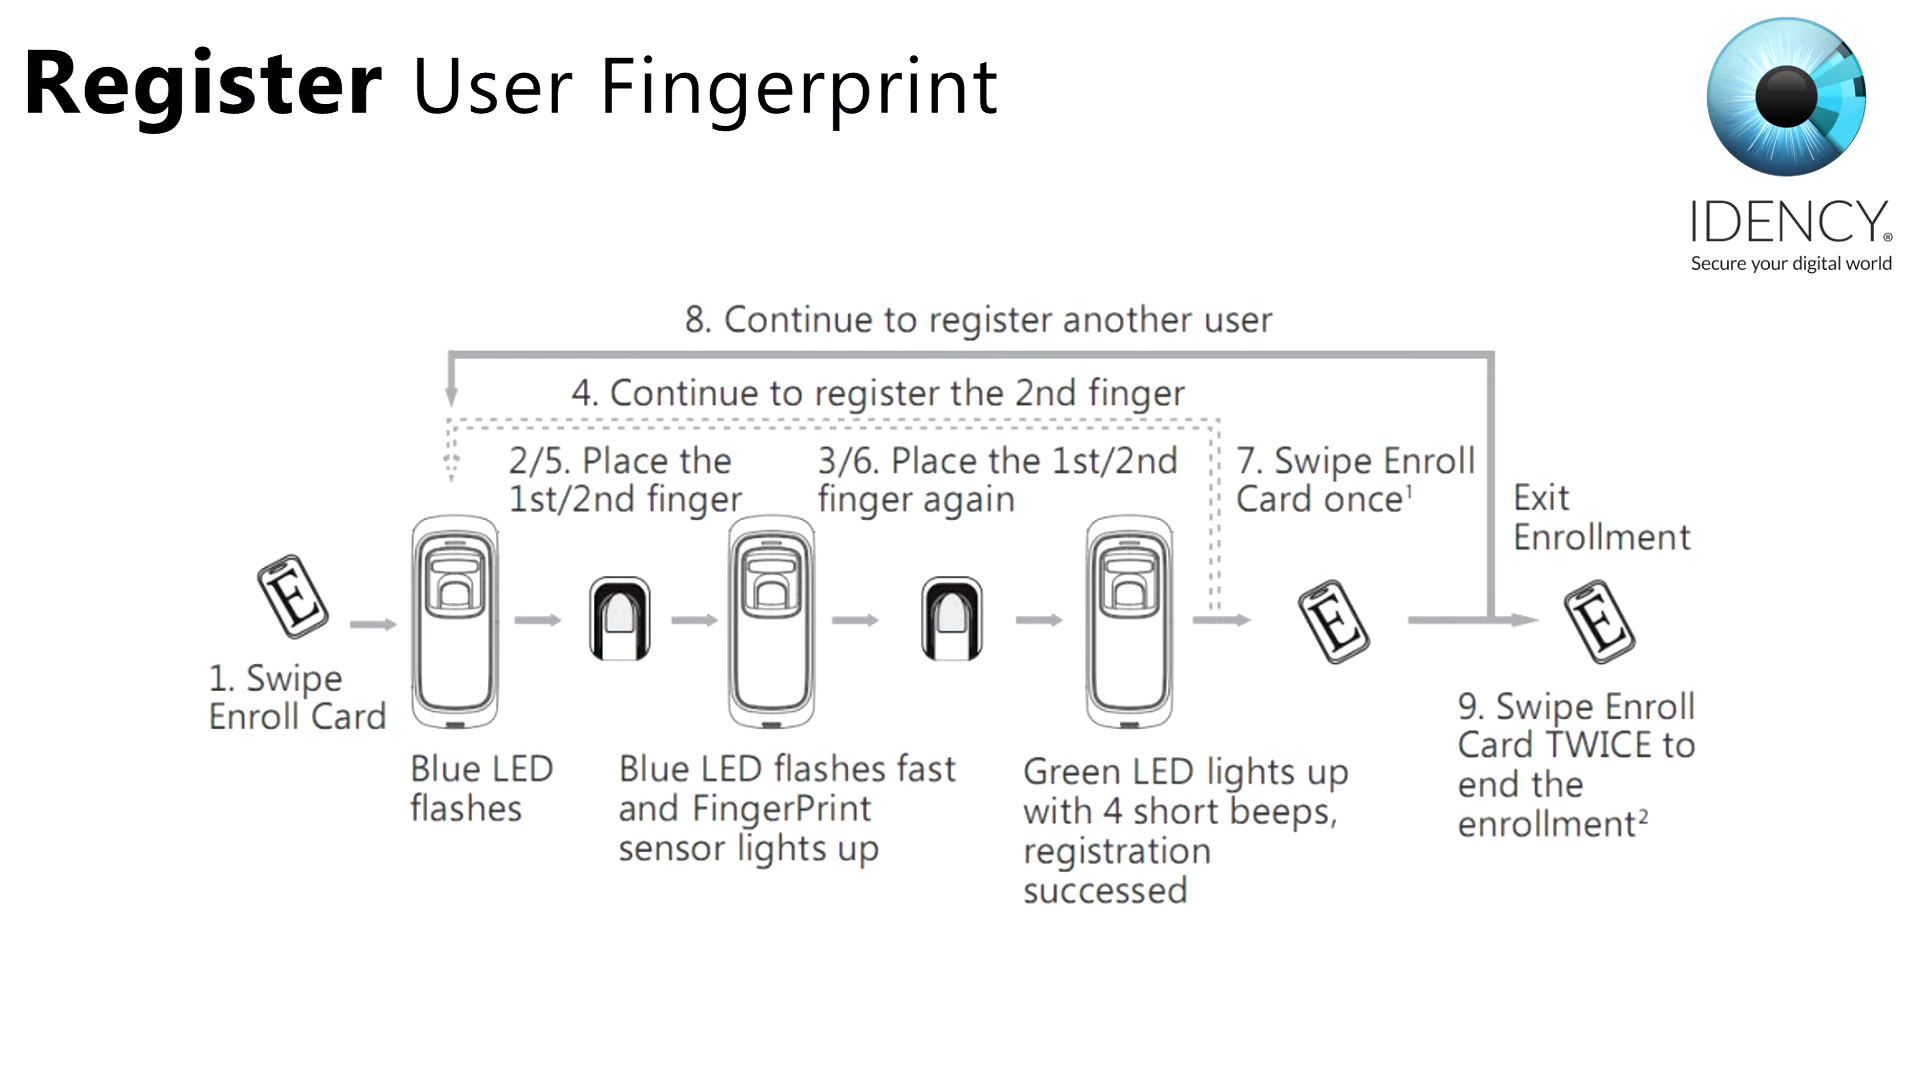 Register User Fingerprint
IDENCY®
Secure your digital world
8. Continue to register another user
4. Continue to register the 2nd finger
2/5. Place the
1st/2nd finger
3/6. Place the 1st/2nd
finger again
7. Swipe Enroll
Card once¹
Exit
Enrollment
E
E
E
1. Swipe
Enroll Card
9. Swipe Enroll
Card TWICE to
end the
enrollment²
Blue LED
flashes
Blue LED flashes fast
and FingerPrint
sensor lights up
Green LED lights up
with 4 short beeps,
registration
successed